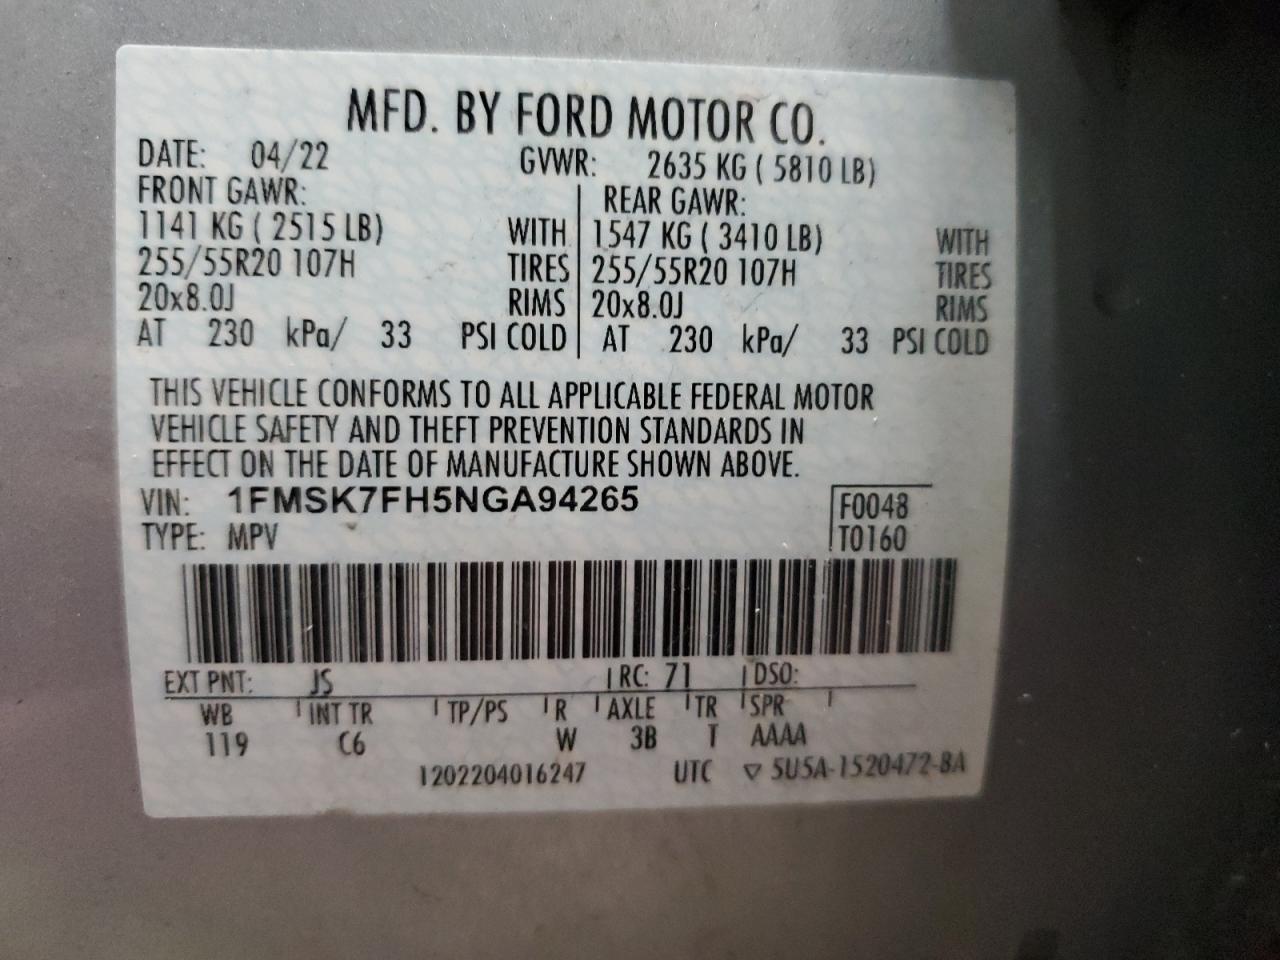 MFD. BY FORD MOTOR CO.
DATE: 04/22 GVWR: 2635 KG ( 5810 LB)
FRONT GAWR: REAR GAWR:
1141 KG ( 2515 LB) WITH 1547 KG ( 3410 LB) WITH
255/55R20 107H TIRES 255/55R20 107H TIRES
20x8.0J RIMS 20x8.0J RIMS
AT 230 kPa/ 33 PSI COLD AT 230 kPa/ 33 PSI COLD
THIS VEHICLE CONFORMS TO ALL APPLICABLE FEDERAL MOTOR
VEHICLE SAFETY AND THEFT PREVENTION STANDARDS IN
EFFECT ON THE DATE OF MANUFACTURE SHOWN ABOVE.
VIN: 1FMSK7FH5NGA94265 F0048
TYPE: MPV T0160
EXT PNT: JS RC: 71 DSO:
WB INT TR TP/PS R AXLE TR SPR
119 C6 W 3B T AAAA
1202204016247 UTC ▽ 5U5A-1520472-BA